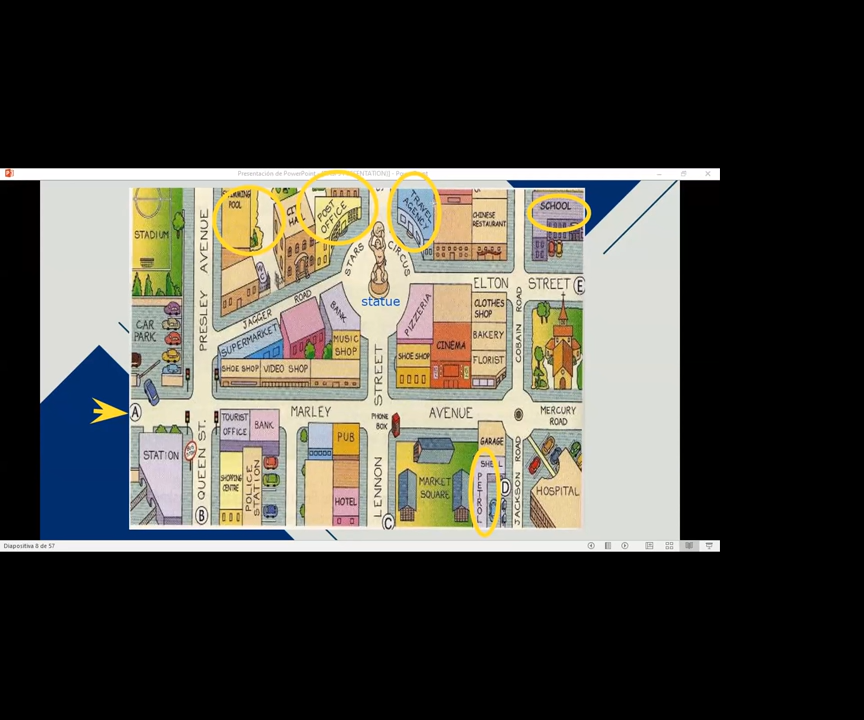 Presentación de PowerPoint
SWIMMING
POOL
CITY
HALL
POST
OFFICE
TRAVEL
AGENCY
CHINESE
RESTAURANT
SCHOOL
STADIUM
PRESLEY AVENUE
STARS
CIRCUS
statue
ELTON STREET
E
JAGGER ROAD
BANK
PIZZERIA
CLOTHES
SHOP
COBAIN ROAD
CAR
PARK
SUPERMARKET
MUSIC
SHOP
SHOE SHOP
CINEMA
BAKERY
FLORIST
SHOE SHOP
VIDEO SHOP
LENNON STREET
A
MARLEY AVENUE
MERCURY
ROAD
TOURIST
OFFICE
BANK
PHONE
BOX
PUB
GARAGE
STATION
QUEEN ST.
SHOPPING
CENTRE
POLICE
STATION
SHELL
PETROL
MARKET
SQUARE
D
JACKSON ROAD
HOSPITAL
HOTEL
B
C
Diapositiva 8 de 57